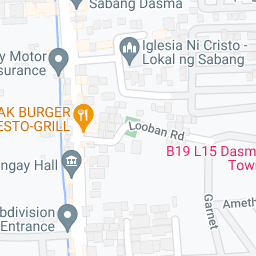 Sabang Dasma
y Motor
surance
Iglesia Ni Cristo -
Lokal ng Sabang
AK BURGER
ESTO-GRILL
Looban Rd
B19 L15 Dasm
Town
ngay Hall
Garnet
Ameth
bdivision
Entrance